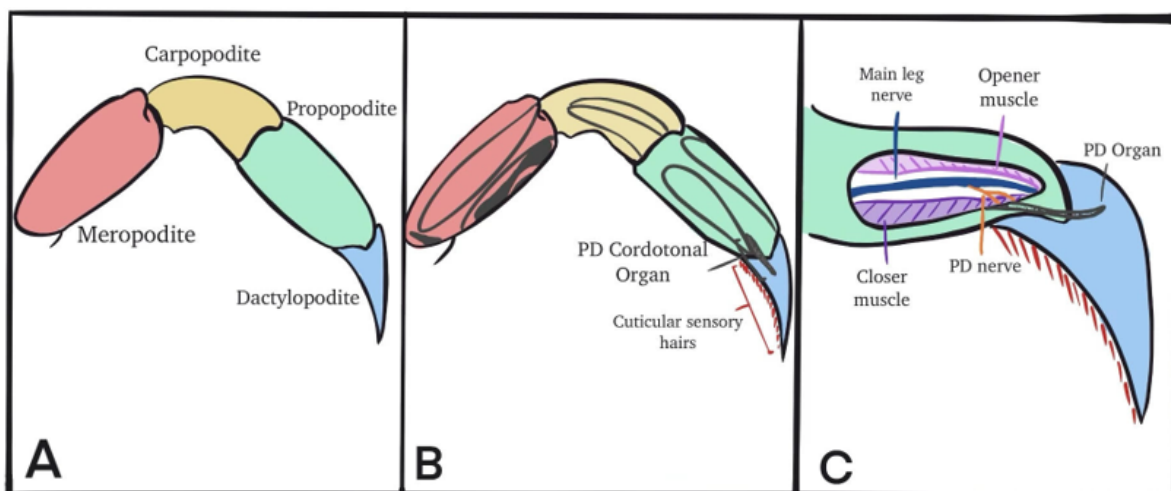 Carpopodite
Propopodite
Meropodite
Dactylopodite
A
PD Cordotonal
Organ
Cuticular sensory
hairs
B
Main leg
nerve
Opener
muscle
PD Organ
PD nerve
Closer
muscle
C